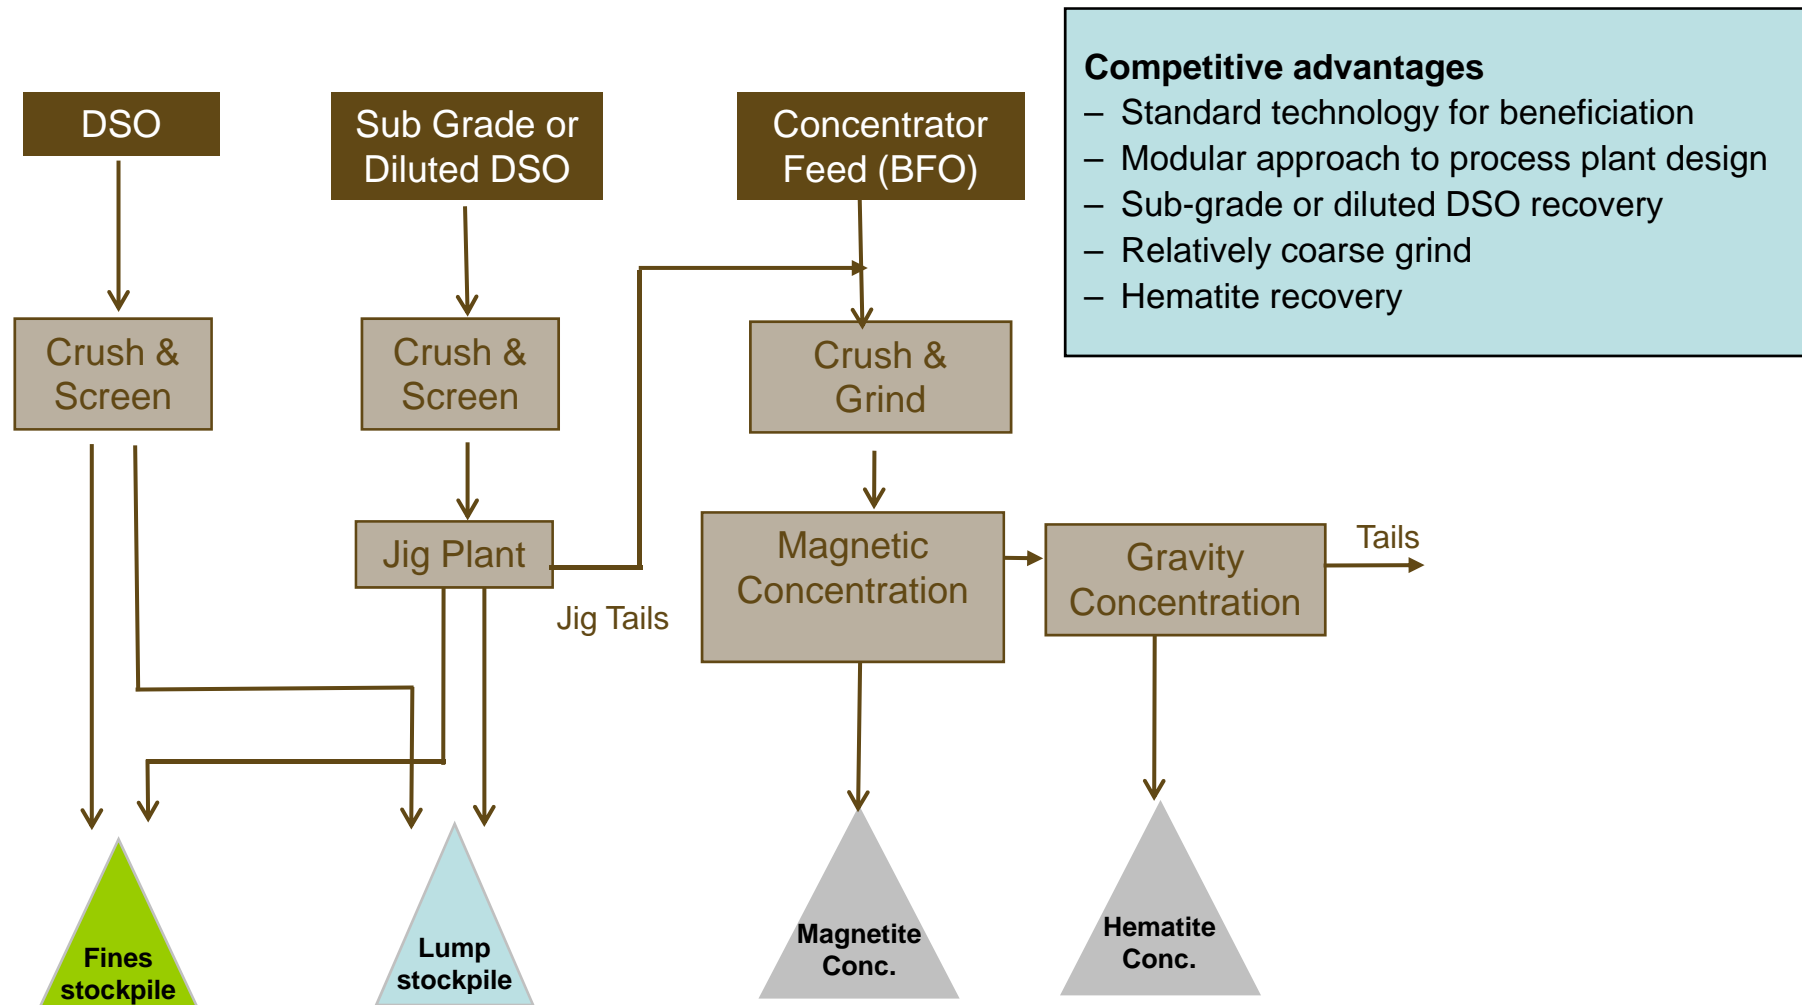 Competitive advantages
– Standard technology for beneficiation
– Modular approach to process plant design
– Sub-grade or diluted DSO recovery
– Relatively coarse grind
– Hematite recovery
DSO
Sub Grade or
Diluted DSO
Concentrator
Feed (BFO)
Crush &
Screen
Crush &
Screen
Crush &
Grind
Jig Plant
Jig Tails
Magnetic
Concentration
Gravity
Concentration
Tails
Fines
stockpile
Lump
stockpile
Magnetite
Conc.
Hematite
Conc.